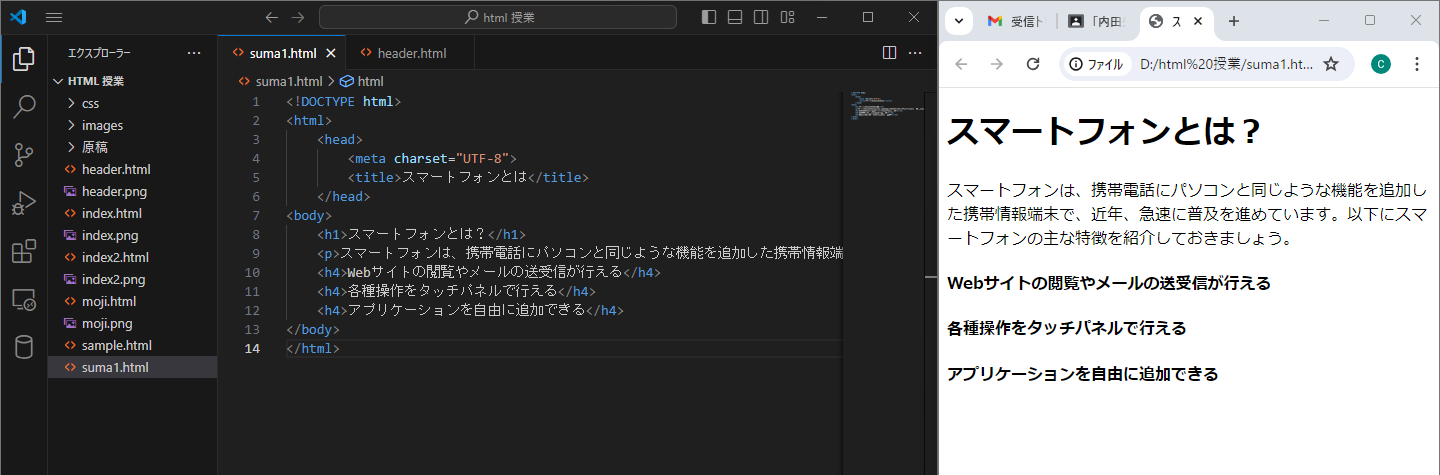 html 授業
エクスプローラー
HTML 授業
css
images
原稿
header.html
header.png
index.html
index.png
index2.html
index2.png
moji.html
moji.png
sample.html
suma1.html
suma1.html
header.html
suma1.html > html
1 <!DOCTYPE html>
2 <html>
3 <head>
4 <meta charset="UTF-8">
5 <title>スマートフォンとは</title>
6 </head>
7 <body>
8 <h1>スマートフォンとは？</h1>
9 <p>スマートフォンは、携帯電話にパソコンと同じような機能を追加した携帯情報端
10 <h4>Webサイトの閲覧やメールの送受信が行える</h4>
11 <h4>各種操作をタッチパネルで行える</h4>
12 <h4>アプリケーションを自由に追加できる</h4>
13 </body>
14 </html>
受信ト
「内田
ス
ファイル D:/html%20授業/suma1.ht...
C
スマートフォンとは？
スマートフォンは、携帯電話にパソコンと同じような機能を追加し
た携帯情報端末で、近年、急速に普及を進めています。以下にスマ
ートフォンの主な特徴を紹介しておきましょう。
Webサイトの閲覧やメールの送受信が行える
各種操作をタッチパネルで行える
アプリケーションを自由に追加できる